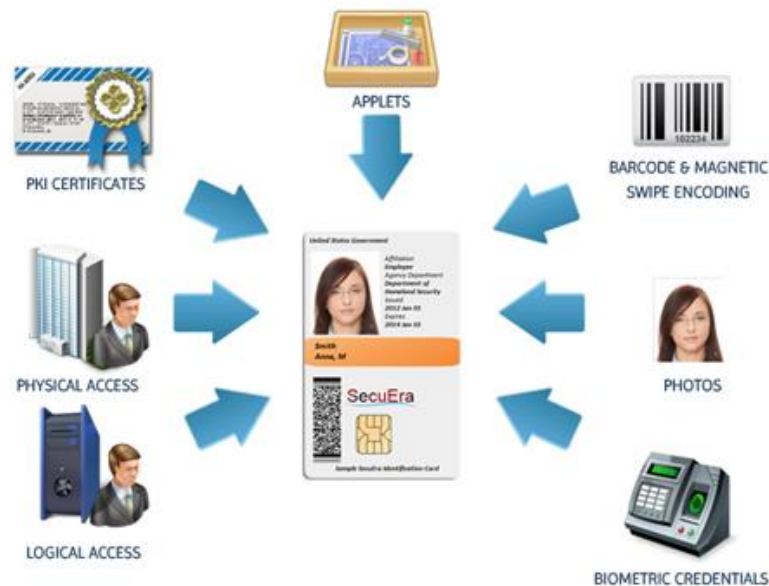 APPLETS
PKI CERTIFICATES
102234
BARCODE & MAGNETIC
SWIPE ENCODING
United States Government
Affiliation
Employee
Agency Department
Department of
Homeland Security
Issued
2012 Jan 01
Expires
2014 Jan 03
Smith
Anna, M
SecuEra
Sample SecuEra Identification Card
PHYSICAL ACCESS
PHOTOS
LOGICAL ACCESS
BIOMETRIC CREDENTIALS